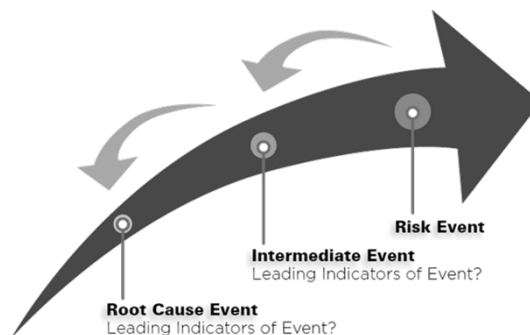 Risk Event
Intermediate Event
Leading Indicators of Event?
Root Cause Event
Leading Indicators of Event?